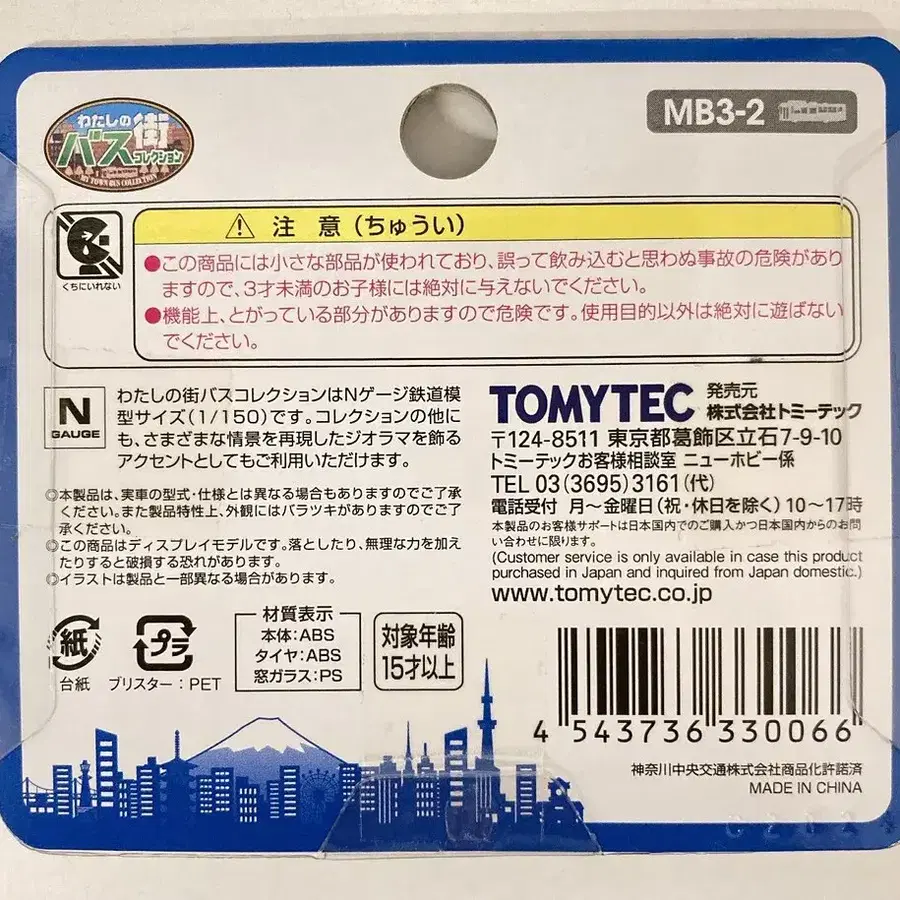 わたしの
街
バス
コレクション
MY TOWN BUS COLLECTION
MB3-2
くちにいれない
注 意 (ちゅうい)
●この商品には小さな部品が使われており、誤って飲み込むと思わぬ事故の危険があり
ますので、3才未満のお子様には絶対に与えないでください。
●機能上、とがっている部分がありますので危険です。使用目的以外は絶対に遊ばない
でください。
N
GAUGE
わたしの街バスコレクションはNゲージ鉄道模
型サイズ(1/150)です。コレクションの他に
も、さまざまな情景を再現したジオラマを飾る
アクセントとしてもご利用いただけます。
◎本製品は、実車の型式・仕様とは異なる場合もありますのでご了承
ください。また製品特性上、外観にはバラツキがありますのでご了
承ください。
◎この商品はディスプレイモデルです。落としたり、無理な力を加え
たりすると破損する恐れがあります。
◎イラストは製品と一部異なる場合があります。
TOMYTEC 発売元
株式会社トミーテック
〒124-8511 東京都葛飾区立石7-9-10
トミーテックお客様相談室 ニューホビー係
TEL 03(3695)3161(代)
電話受付 月〜金曜日(祝・休日を除く) 10〜17時
本製品のお客様サポートは日本国内でのご購入かつ日本国内からのお問
い合わせに限ります。
(Customer service is only available in case this product
purchased in Japan and inquired from Japan domestic.)
www.tomytec.co.jp
紙
台紙
プラ
ブリスター:PET
材質表示
本体:ABS
タイヤ:ABS
窓ガラス:PS
対象年齢
15才以上
4 543736 330066
神奈川中央交通株式会社商品化許諾済
MADE IN CHINA